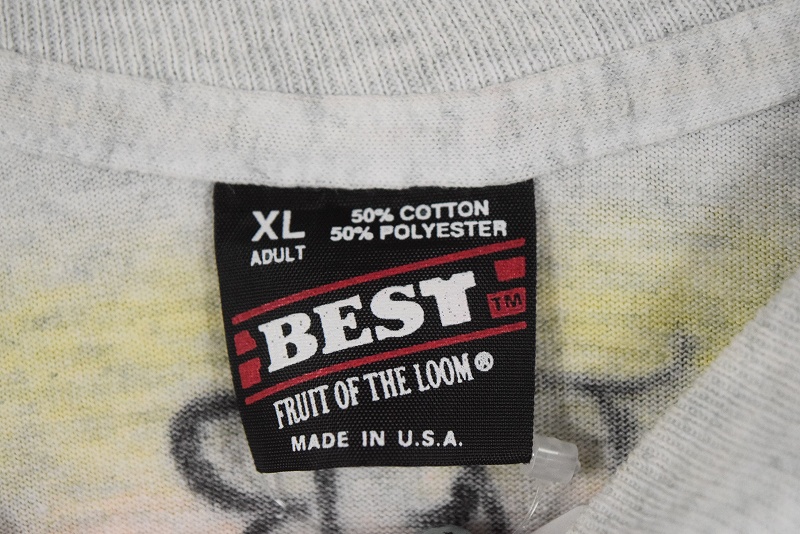 XL
ADULT
50% COTTON
50% POLYESTER
BEST TM
FRUIT OF THE LOOM®
MADE IN U.S.A.